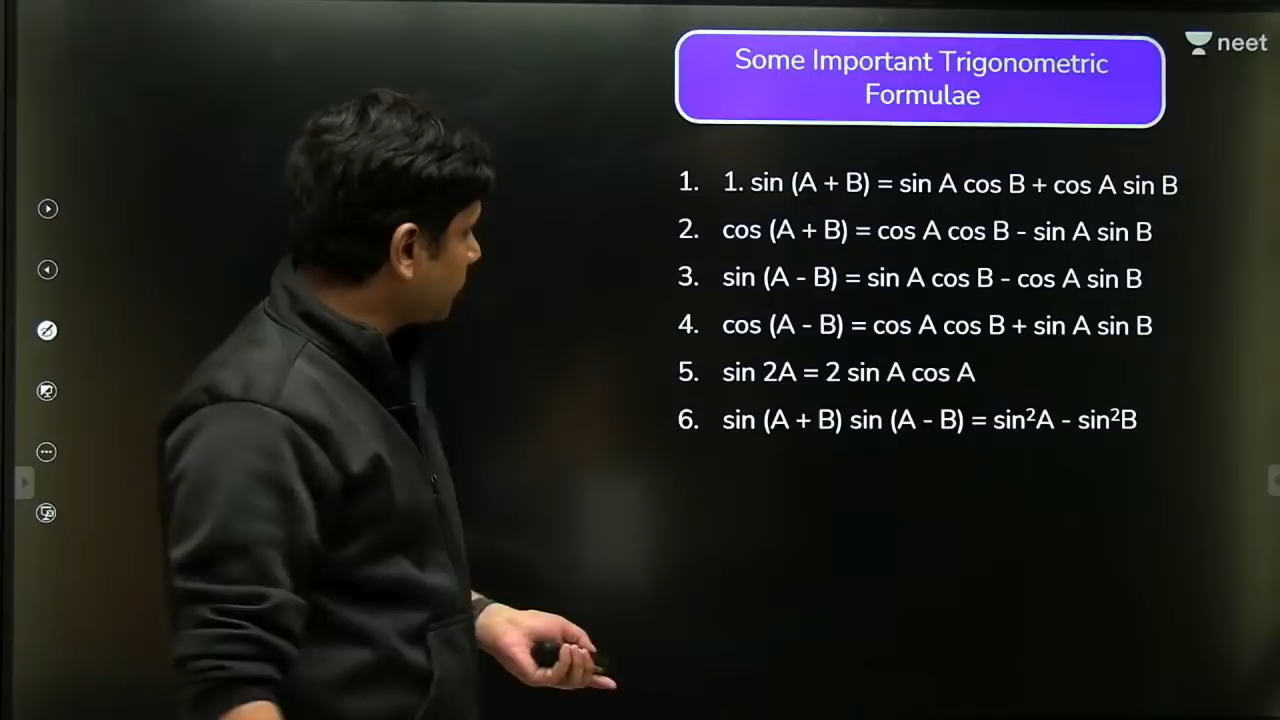 Some Important Trigonometric
Formulae
neet
1. 1. sin (A + B) = sin A cos B + cos A sin B
2. cos (A + B) = cos A cos B - sin A sin B
3. sin (A - B) = sin A cos B - cos A sin B
4. cos (A - B) = cos A cos B + sin A sin B
5. sin 2A = 2 sin A cos A
6. sin (A + B) sin (A - B) = sin²A - sin²B